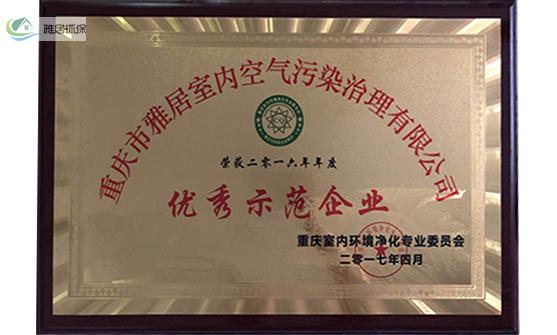 雅居环保
重庆市雅居室内空气污染治理有限公司
荣获二零一六年年度
优秀示范企业
重庆室内环境净化专业委员会
二零一七年四月